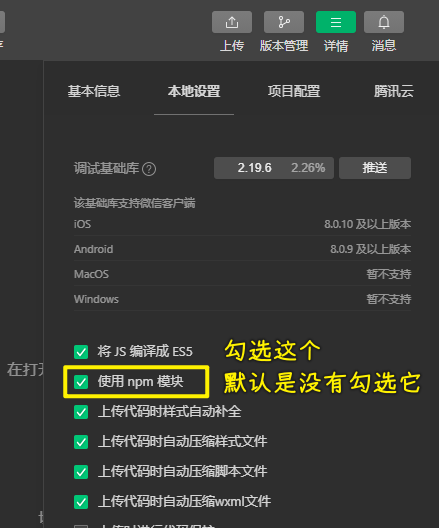 上传 版本管理 详情 消息
基本信息 本地设置 项目配置 腾讯云
调试基础库 ? 2.19.6 2.26% 推送
该基础库支持微信客户端
iOS 8.0.10 及以上版本
Android 8.0.9 及以上版本
MacOS 暂不支持
Windows 暂不支持
将 JS 编译成 ES5 勾选这个
使用 npm 模块 默认是没有勾选它
在打开
上传代码时样式自动补全
上传代码时自动压缩样式文件
上传代码时自动压缩脚本文件
上传代码时自动压缩wxml文件